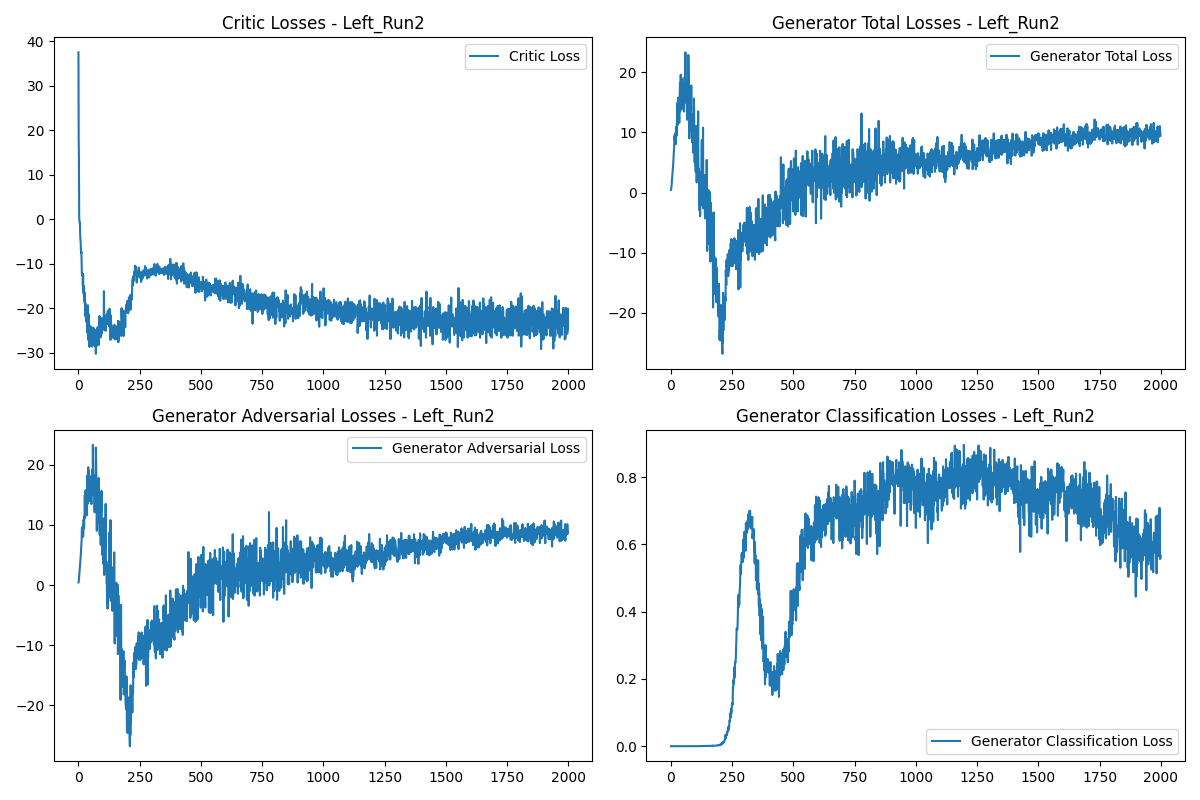 Critic Losses - Left_Run2
Critic Loss
40
30
20
10
0
−10
−20
−30
0 250 500 750 1000 1250 1500 1750 2000
Generator Total Losses - Left_Run2
Generator Total Loss
20
10
0
−10
−20
0 250 500 750 1000 1250 1500 1750 2000
Generator Adversarial Losses - Left_Run2
Generator Adversarial Loss
20
10
0
−10
−20
0 250 500 750 1000 1250 1500 1750 2000
Generator Classification Losses - Left_Run2
0.8
0.6
0.4
0.2
0.0
Generator Classification Loss
0 250 500 750 1000 1250 1500 1750 2000